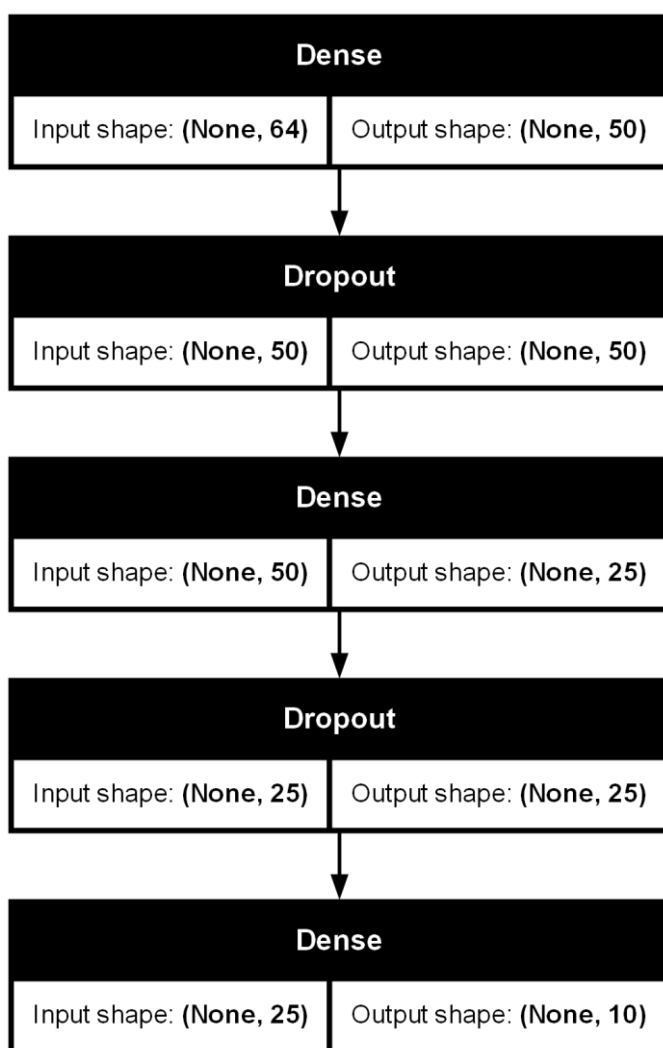 Dense
Input shape: (None, 64) Output shape: (None, 50)
Dropout
Input shape: (None, 50) Output shape: (None, 50)
Dense
Input shape: (None, 50) Output shape: (None, 25)
Dropout
Input shape: (None, 25) Output shape: (None, 25)
Dense
Input shape: (None, 25) Output shape: (None, 10)